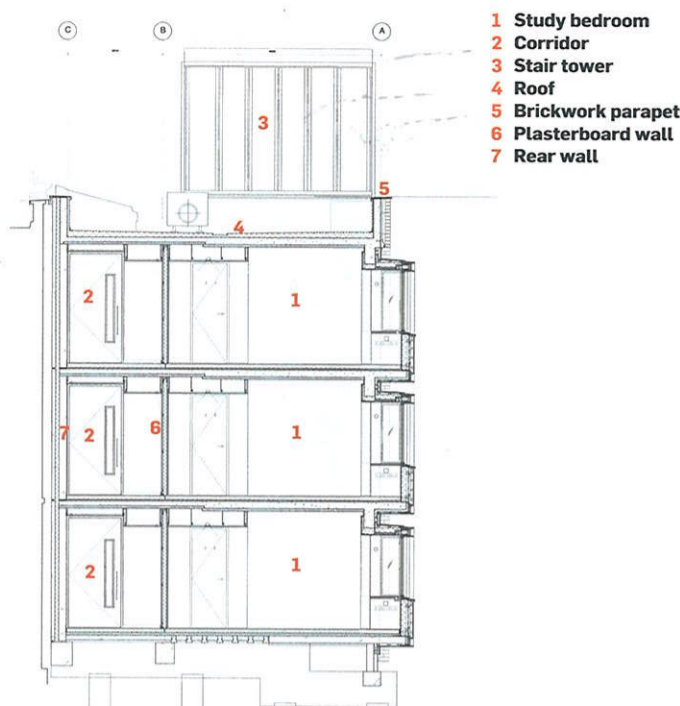 C B A
1 Study bedroom
2 Corridor
3 Stair tower
4 Roof
5 Brickwork parapet
6 Plasterboard wall
7 Rear wall
3
5
4
2 1
7 2 6 1
2 1